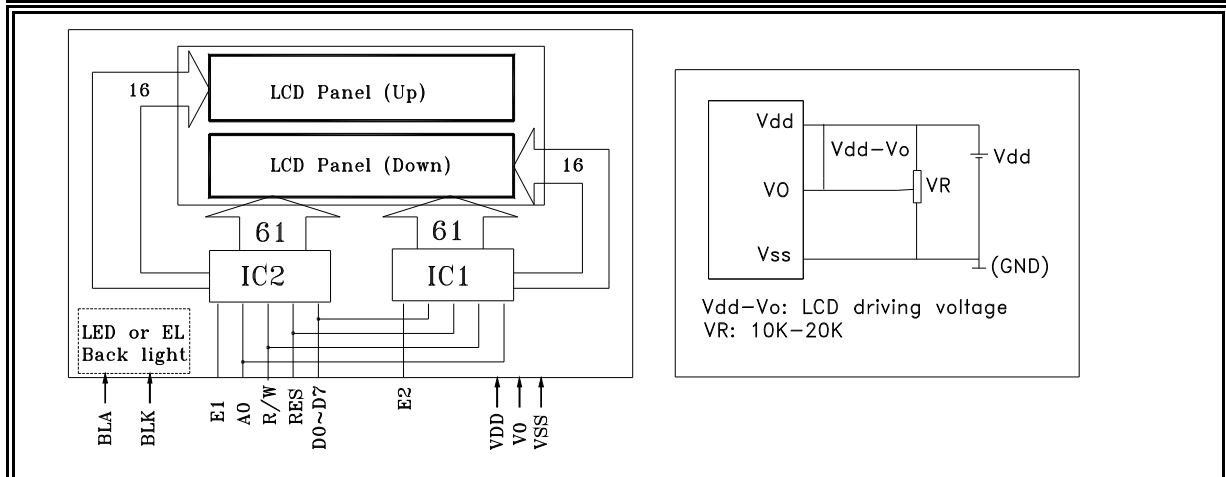 LCD Panel (Up)
16
LCD Panel (Down)
16
61
61
IC2
IC1
LED or EL
Back light
BLA
BLK
E1
A0
R/W
RES
D0~D7
E2
VDD
V0
VSS
Vdd
Vdd-Vo
Vdd
VO
VR
Vss
(GND)
Vdd-Vo: LCD driving voltage
VR: 10K-20K